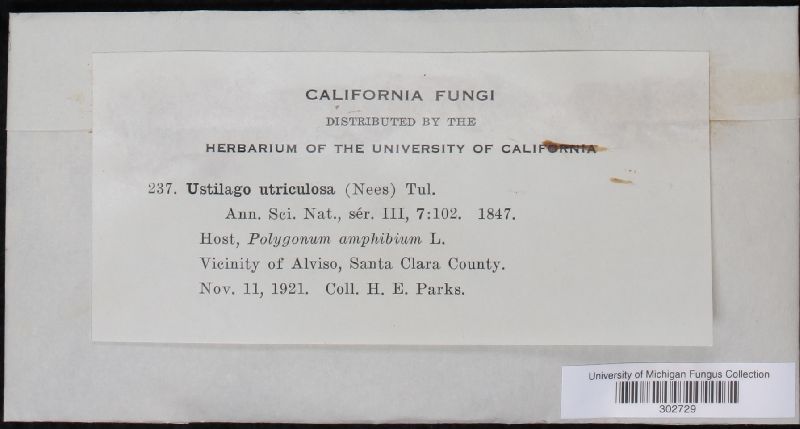 CALIFORNIA FUNGI
DISTRIBUTED BY THE
HERBARIUM OF THE UNIVERSITY OF CALIFORNIA
237. Ustilago utriculosa (Nees) Tul.
Ann. Sci. Nat., sér. III, 7:102. 1847.
Host, Polygonum amphibium L.
Vicinity of Alviso, Santa Clara County.
Nov. 11, 1921. Coll. H. E. Parks.
University of Michigan Fungus Collection
302729